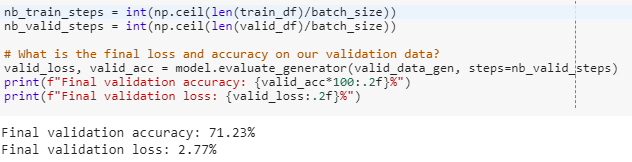 nb_train_steps = int(np.ceil(len(train_df)/batch_size))
nb_valid_steps = int(np.ceil(len(valid_df)/batch_size))
# What is the final loss and accuracy on our validation data?
valid_loss, valid_acc = model.evaluate_generator(valid_data_gen, steps=nb_valid_steps)
print(f"Final validation accuracy: {valid_acc*100:.2f}%")
print(f"Final validation loss: {valid_loss:.2f}%")
Final validation accuracy: 71.23%
Final validation loss: 2.77%